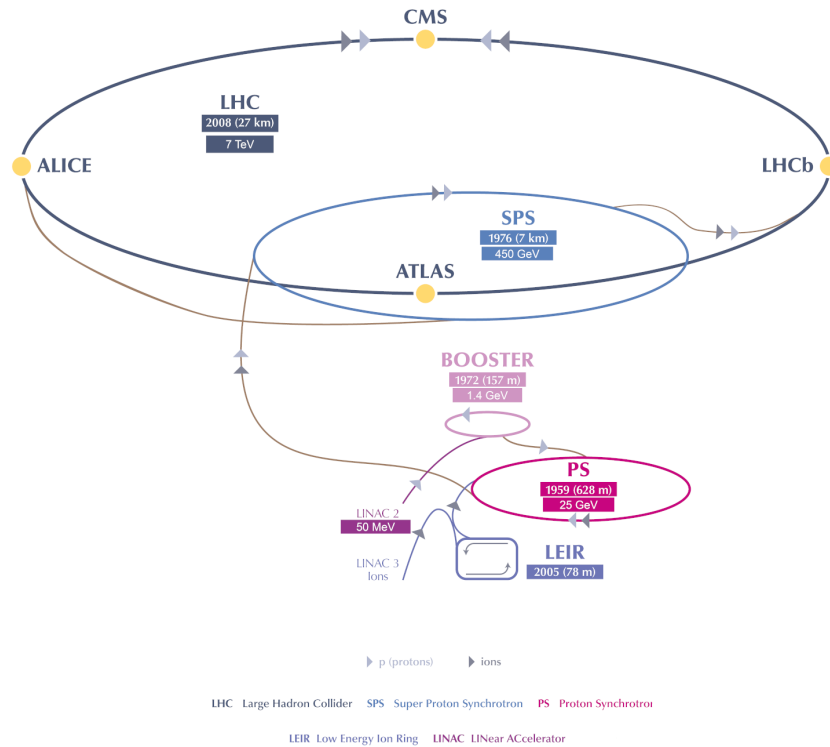 CMS
LHC
2008 (27 km)
7 TeV
ALICE
LHCb
SPS
1976 (7 km)
450 GeV
ATLAS
BOOSTER
1972 (157 m)
1.4 GeV
PS
1959 (628 m)
25 GeV
LINAC 2
50 MeV
LEIR
2005 (78 m)
LINAC 3
Ions
p (protons)
ions
LHC Large Hadron Collider SPS Super Proton Synchrotron PS Proton Synchrotro
LEIR Low Energy Ion Ring LINAC LINear ACcelerator